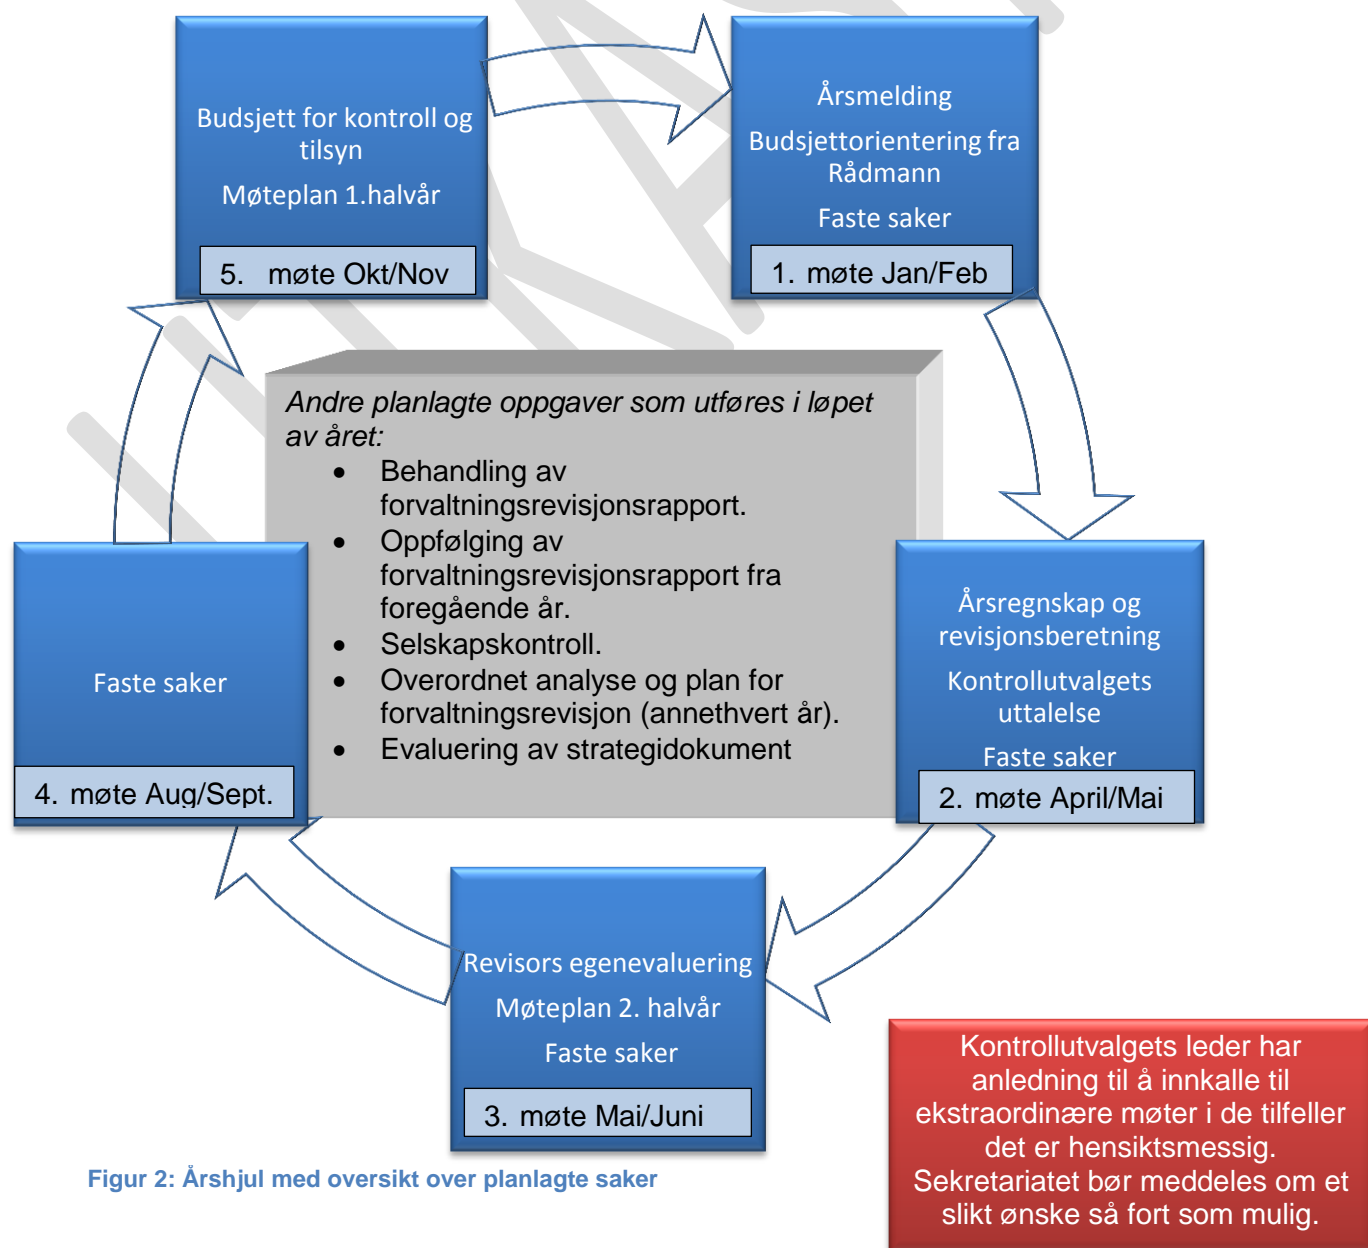 Budsjett for kontroll og
tilsyn
Møteplan 1.halvår
5. møte Okt/Nov
Årsmelding
Budsjettorientering fra
Rådmann
Faste saker
1. møte Jan/Feb
Andre planlagte oppgaver som utføres i løpet
av året:
• Behandling av
forvaltningsrevisjonsrapport.
• Oppfølging av
forvaltningsrevisjonsrapport fra
foregående år.
• Selskapskontroll.
• Overordnet analyse og plan for
forvaltningsrevisjon (annethvert år).
• Evaluering av strategidokument
Årsregnskap og
revisjonsberetning
Kontrollutvalgets
uttalelse
Faste saker
2. møte April/Mai
Faste saker
4. møte Aug/Sept.
Revisors egenevaluering
Møteplan 2. halvår
Faste saker
3. møte Mai/Juni
Kontrollutvalgets leder har
anledning til å innkalle til
ekstraordinære møter i de tilfeller
det er hensiktsmessig.
Sekretariatet bør meddeles om et
slikt ønske så fort som mulig.
Figur 2: Årshjul med oversikt over planlagte saker